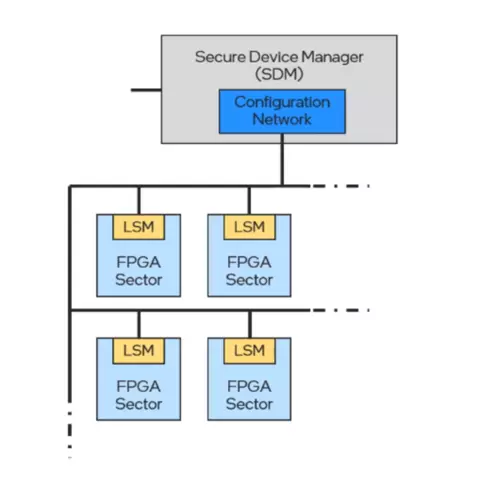 Secure Device Manager
(SDM)
Configuration
Network
LSM
FPGA
Sector
LSM
FPGA
Sector
LSM
FPGA
Sector
LSM
FPGA
Sector